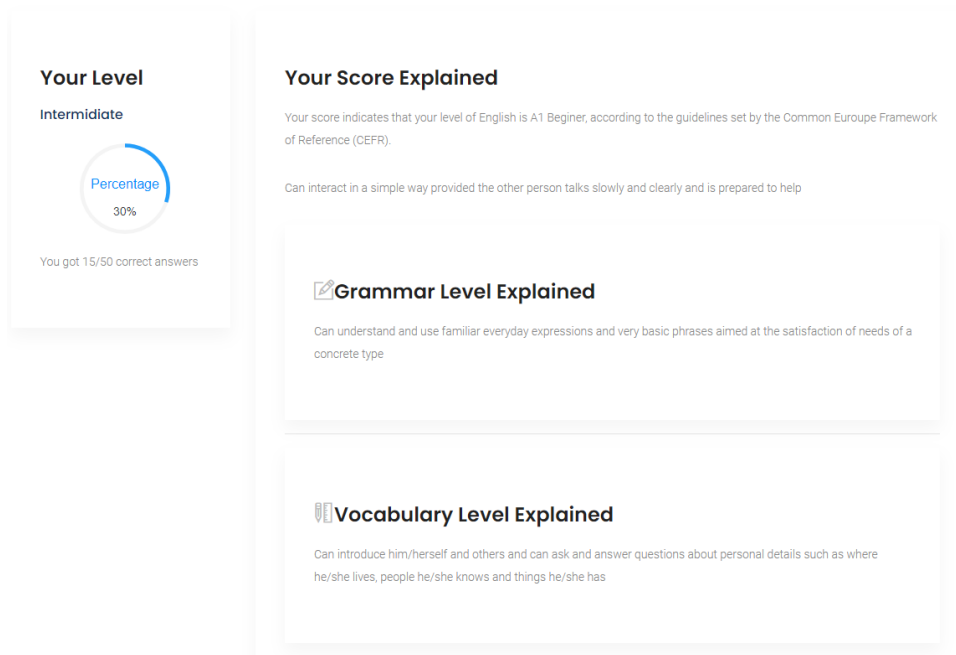 Your Level
Intermidiate
Percentage
30%
You got 15/50 correct answers
Your Score Explained
Your score indicates that your level of English is A1 Beginer, according to the guidelines set by the Common Euroupe Framework
of Reference (CEFR).
Can interact in a simple way provided the other person talks slowly and clearly and is prepared to help
Grammar Level Explained
Can understand and use familiar everyday expressions and very basic phrases aimed at the satisfaction of needs of a
concrete type
Vocabulary Level Explained
Can introduce him/herself and others and can ask and answer questions about personal details such as where
he/she lives, people he/she knows and things he/she has